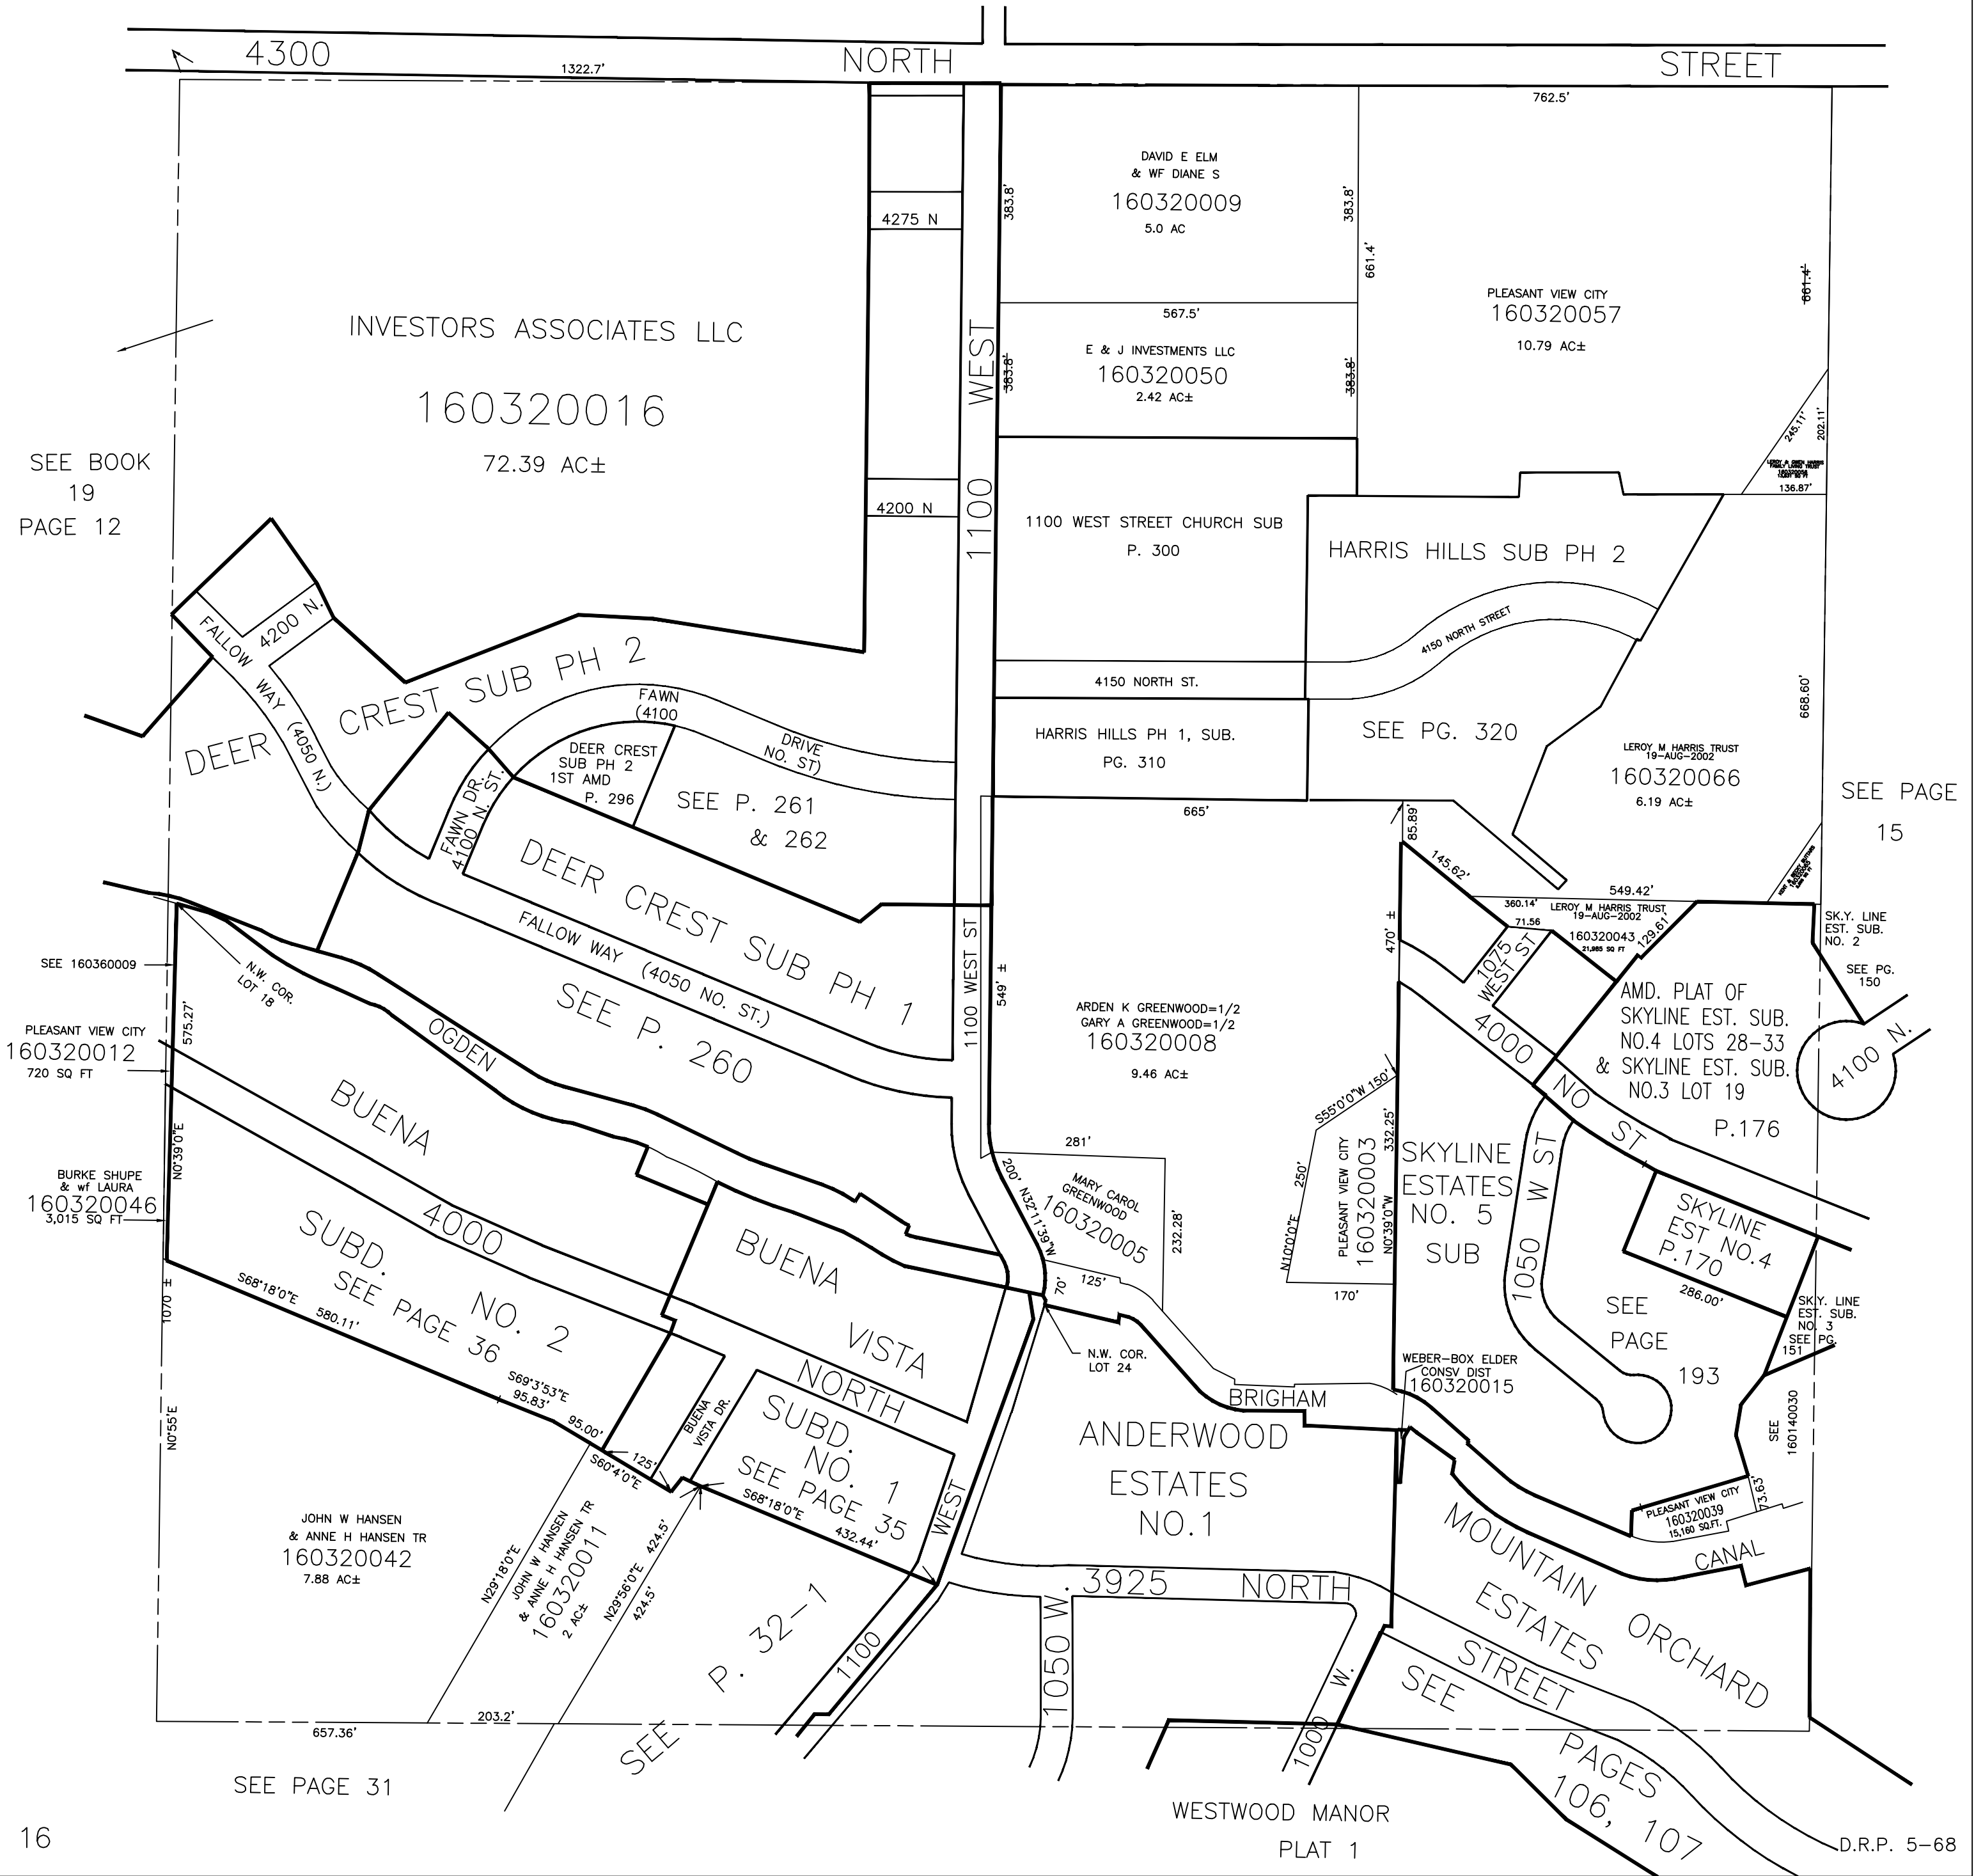 4300 NORTH STREET
1322.7'
762.5'
DAVID E ELM
& WF DIANE S
160320009
5.0 AC
383.8'
383.8'
661.4'
4275 N
PLEASANT VIEW CITY
160320057
10.79 AC±
661.4'
INVESTORS ASSOCIATES LLC
160320016
72.39 AC±
567.5'
E & J INVESTMENTS LLC
160320050
2.42 AC±
383.8'
383.8'
1100 WEST
245.11'
202.11'
LEROY & GWEN HARRIS
FAMILY LIVING TRUST
136.87'
SEE BOOK
19
PAGE 12
4200 N
1100 WEST STREET CHURCH SUB
P. 300
HARRIS HILLS SUB PH 2
4150 NORTH STREET
4150 NORTH ST.
4200 N.
FALLOW WAY (4050 N.)
DEER CREST SUB PH 2
FAWN DRIVE
(4100 NO. ST)
DEER CREST
SUB PH 2
1ST AMD
P. 296
SEE P. 261
& 262
FAWN DR.
4100 N. ST.
HARRIS HILLS PH 1, SUB.
PG. 310
SEE PG. 320
668.60'
LEROY M HARRIS TRUST
19-AUG-2002
160320066
6.19 AC±
SEE PAGE
15
665'
85.89'
145.62'
549.42'
360.14'
LEROY M HARRIS TRUST
19-AUG-2002
71.56
160320043
21,985 SQ FT
129.61'
SK.Y. LINE
EST. SUB.
NO. 2
SEE PG.
150
DEER CREST SUB PH 1
FALLOW WAY (4050 NO. ST.)
SEE P. 260
1100 WEST ST
549' ±
470' ±
1075
WEST ST
SEE 160360009
N.W. COR.
LOT 18
575.27'
PLEASANT VIEW CITY
160320012
720 SQ FT
OGDEN
ARDEN K GREENWOOD=1/2
GARY A GREENWOOD=1/2
160320008
9.46 AC±
AMD. PLAT OF
SKYLINE EST. SUB.
NO.4 LOTS 28-33
& SKYLINE EST. SUB.
NO.3 LOT 19
P.176
4100 N.
4000 NO ST
S55°0'0"W 150'
332.25'
250'
N10°0'0"E
PLEASANT VIEW CITY
160320003
N0°39'0"W
170'
SKYLINE
ESTATES
NO. 5
SUB
1050 W ST
SKYLINE
EST NO.4
P.170
286.00'
BUENA
N0°39'0"E
BURKE SHUPE
& wf LAURA
160320046
3,015 SQ FT
1070 ±
4000
SUBD. NO. 2
SEE PAGE 36
S68°18'0"E 580.11'
281'
200' N32°11'39"W
MARY CAROL
GREENWOOD
160320005
232.28'
125'
70'
BUENA
VISTA
NORTH
N.W. COR.
LOT 24
SEE
PAGE
193
SK.Y. LINE
EST. SUB.
NO. 3
SEE PG.
151
SEE
160140030
WEBER-BOX ELDER
CONSV DIST
160320015
S69°3'53"E
95.83'
95.00'
125'
S60°4'0"E
BUENA
VISTA DR.
SUBD.
NO. 1
SEE PAGE 35
S68°18'0"E 432.44'
WEST
BRIGHAM
ANDERWOOD
ESTATES
NO.1
N0°55'E
JOHN W HANSEN
& ANNE H HANSEN TR
160320042
7.88 AC±
N29°18'0"E
JOHN W HANSEN
& ANNE H HANSEN TR
160320011
2 AC±
N29°56'0"E 424.5'
424.5'
PLEASANT VIEW CITY
160320039
15,160 SQ.FT.
73.63'
CANAL
MOUNTAIN ORCHARD
ESTATES
3925 NORTH STREET
1050 W.
1000 W.
1100
SEE P. 32-1
SEE PAGES
106, 107
657.36'
203.2'
SEE PAGE 31
WESTWOOD MANOR
PLAT 1
16
D.R.P. 5-68